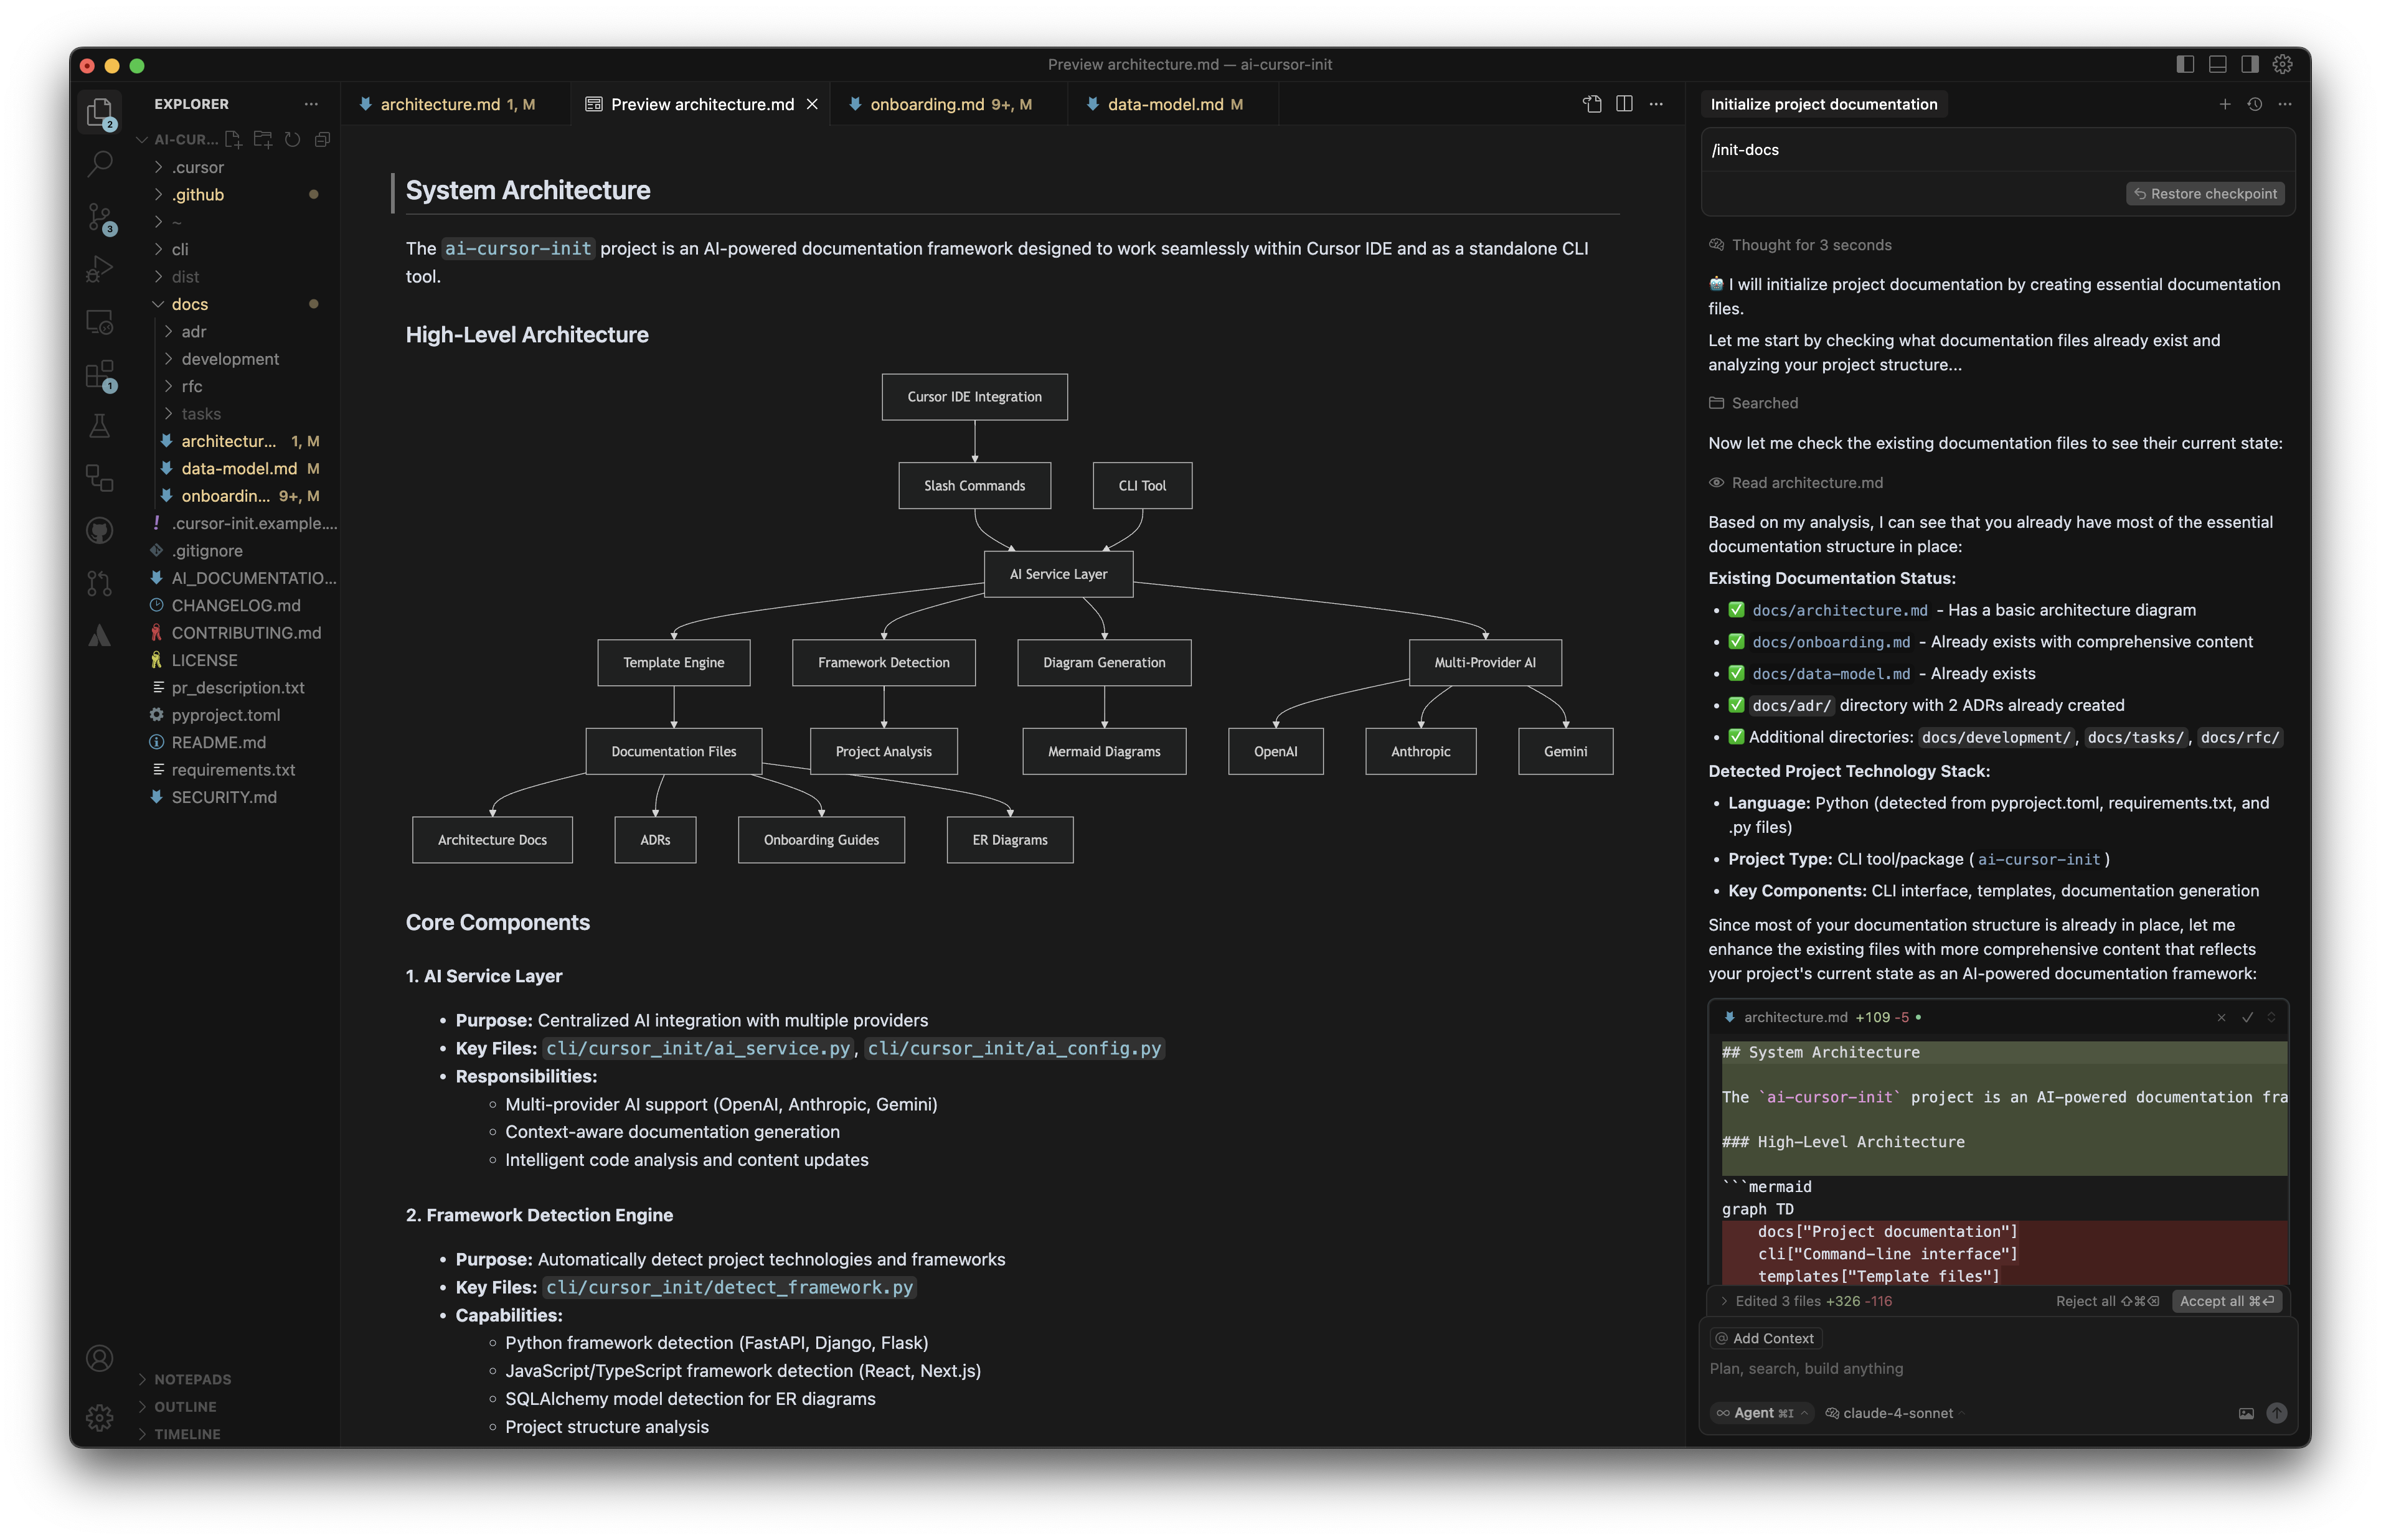 Preview architecture.md — ai-cursor-init
EXPLORER
AI-CUR...
.cursor
.github
~
cli
dist
docs
adr
development
rfc
tasks
architectur... 1, M
data-model.md M
onboardin... 9+, M
.cursor-init.example....
.gitignore
AI_DOCUMENTATIO...
CHANGELOG.md
CONTRIBUTING.md
LICENSE
pr_description.txt
pyproject.toml
README.md
requirements.txt
SECURITY.md
NOTEPADS
OUTLINE
TIMELINE
2
3
1
architecture.md 1, M
Preview architecture.md
onboarding.md 9+, M
data-model.md M
System Architecture
The ai-cursor-init project is an AI-powered documentation framework designed to work seamlessly within Cursor IDE and as a standalone CLI
tool.
High-Level Architecture
Cursor IDE Integration
Slash Commands
CLI Tool
AI Service Layer
Template Engine
Framework Detection
Diagram Generation
Multi-Provider AI
Documentation Files
Project Analysis
Mermaid Diagrams
OpenAI
Anthropic
Gemini
Architecture Docs
ADRs
Onboarding Guides
ER Diagrams
Core Components
1. AI Service Layer
• Purpose: Centralized AI integration with multiple providers
• Key Files: cli/cursor_init/ai_service.py, cli/cursor_init/ai_config.py
• Responsibilities:
◦ Multi-provider AI support (OpenAI, Anthropic, Gemini)
◦ Context-aware documentation generation
◦ Intelligent code analysis and content updates
2. Framework Detection Engine
• Purpose: Automatically detect project technologies and frameworks
• Key Files: cli/cursor_init/detect_framework.py
• Capabilities:
◦ Python framework detection (FastAPI, Django, Flask)
◦ JavaScript/TypeScript framework detection (React, Next.js)
◦ SQLAlchemy model detection for ER diagrams
◦ Project structure analysis
Initialize project documentation
/init-docs
Restore checkpoint
Thought for 3 seconds
🤖 I will initialize project documentation by creating essential documentation
files.
Let me start by checking what documentation files already exist and
analyzing your project structure...
Searched
Now let me check the existing documentation files to see their current state:
Read architecture.md
Based on my analysis, I can see that you already have most of the essential
documentation structure in place:
Existing Documentation Status:
• ✅ docs/architecture.md - Has a basic architecture diagram
• ✅ docs/onboarding.md - Already exists with comprehensive content
• ✅ docs/data-model.md - Already exists
• ✅ docs/adr/ directory with 2 ADRs already created
• ✅ Additional directories: docs/development/, docs/tasks/, docs/rfc/
Detected Project Technology Stack:
• Language: Python (detected from pyproject.toml, requirements.txt, and
.py files)
• Project Type: CLI tool/package (ai-cursor-init)
• Key Components: CLI interface, templates, documentation generation
Since most of your documentation structure is already in place, let me
enhance the existing files with more comprehensive content that reflects
your project's current state as an AI-powered documentation framework:
architecture.md +109 -5 •
## System Architecture
The `ai-cursor-init` project is an AI-powered documentation fra
### High-Level Architecture
```mermaid
graph TD
docs["Project documentation"]
cli["Command-line interface"]
templates["Template files"]
Edited 3 files +326 -116
Reject all ⇧⌘⌫
Accept all ⌘⏎
@ Add Context
Plan, search, build anything
∞ Agent ⌘I
claude-4-sonnet